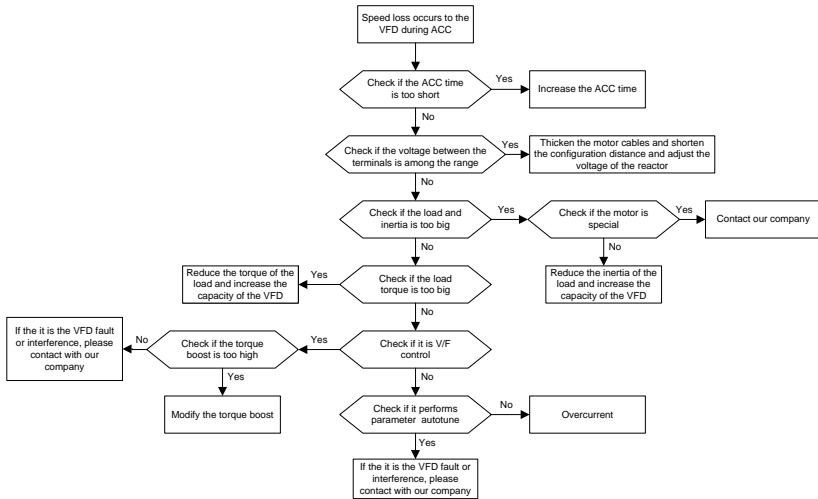 Speed loss occurs to the
VFD during ACC
Check if the ACC time
is too short
Yes
Increase the ACC time
No
Check if the voltage between the
terminals is among the range
Yes
Thicken the motor cables and shorten
the configuration distance and adjust the
voltage of the reactor
No
Check if the load and
inertia is too big
Yes
Check if the motor is
special
Yes
Contact our company
No
No
Reduce the torque of the
load and increase the
capacity of the VFD
Yes
Check if the load
torque is too big
Reduce the inertia of the
load and increase the
capacity of the VFD
No
If the it is the VFD fault
or interference, please
contact with our
company
No
Check if the torque
boost is too high
Yes
Check if it is V/F
control
Yes
No
Modify the torque boost
Check if it performs
parameter autotune
No
Overcurrent
Yes
If the it is the VFD fault or
interference, please
contact with our company